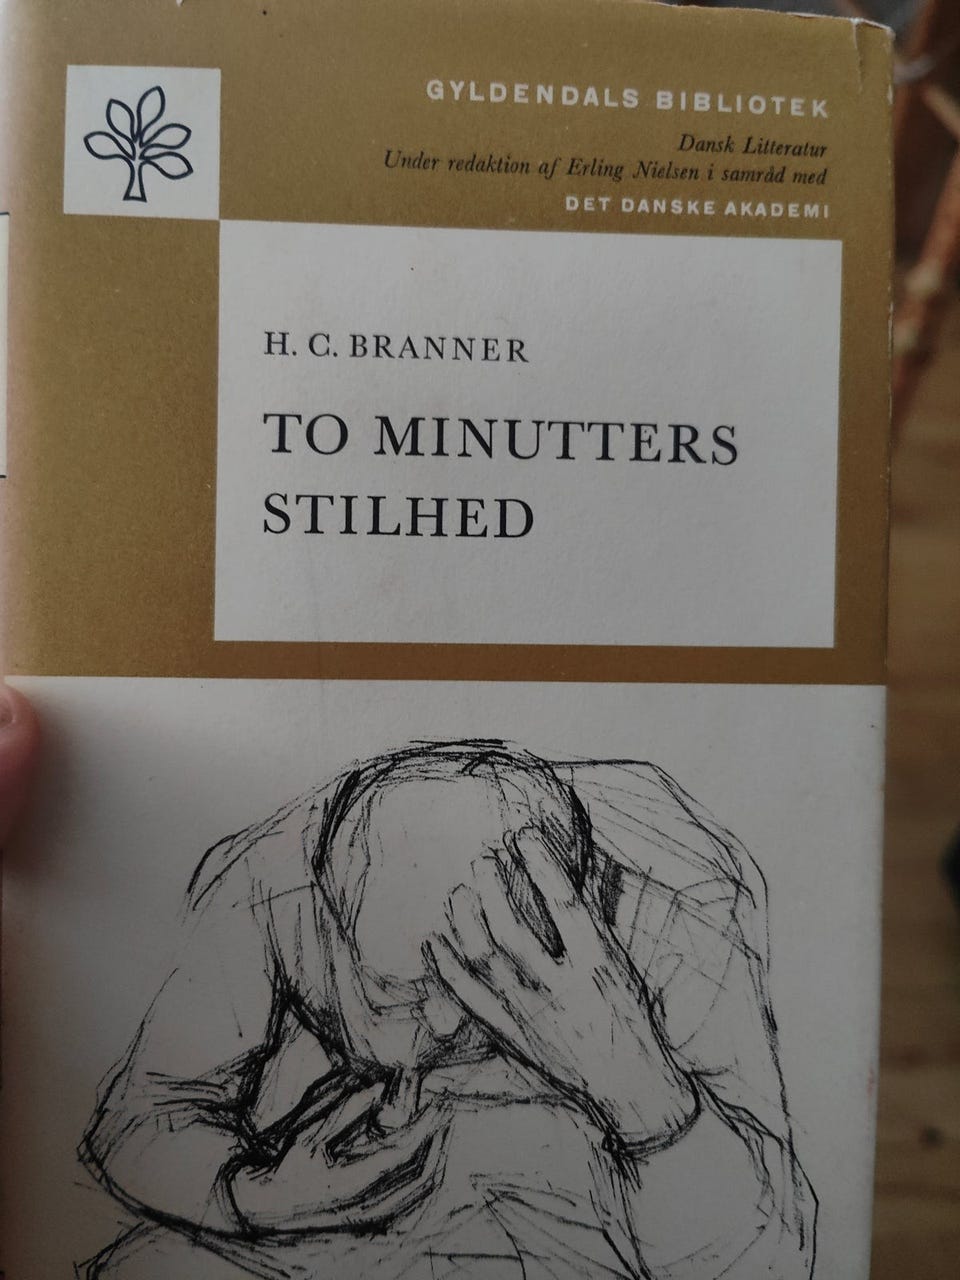 GYLDENDALS BIBLIOTEK
Dansk Litteratur
Under redaktion af Erling Nielsen i samråd med
DET DANSKE AKADEMI
H. C. BRANNER
TO MINUTTERS
STILHED